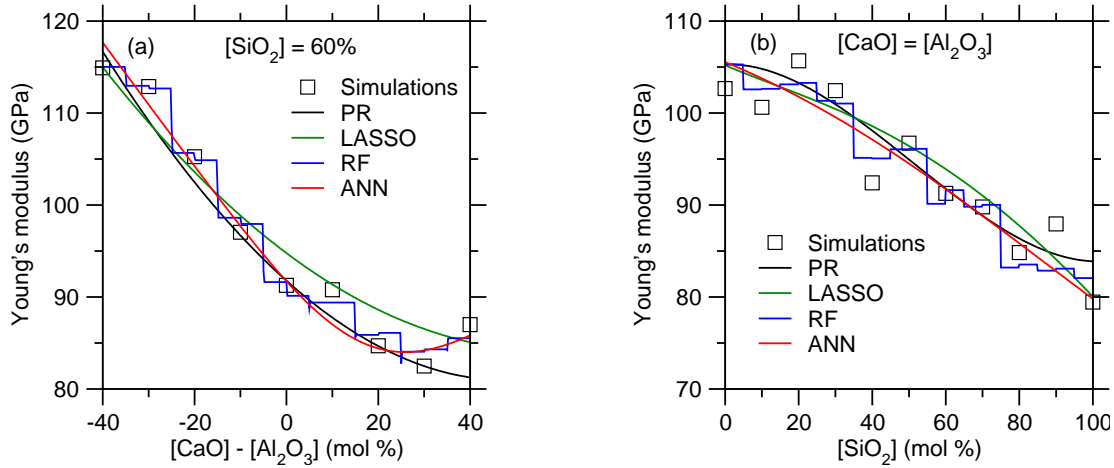 (a)
[SiO₂] = 60%
Simulations
PR
LASSO
RF
ANN
120
110
100
90
80
Young's modulus (GPa)
-40 -20 0 20 40
[CaO] - [Al₂O₃] (mol %)
(b)
[CaO] = [Al₂O₃]
Simulations
PR
LASSO
RF
ANN
110
100
90
80
70
Young's modulus (GPa)
0 20 40 60 80 100
[SiO₂] (mol %)